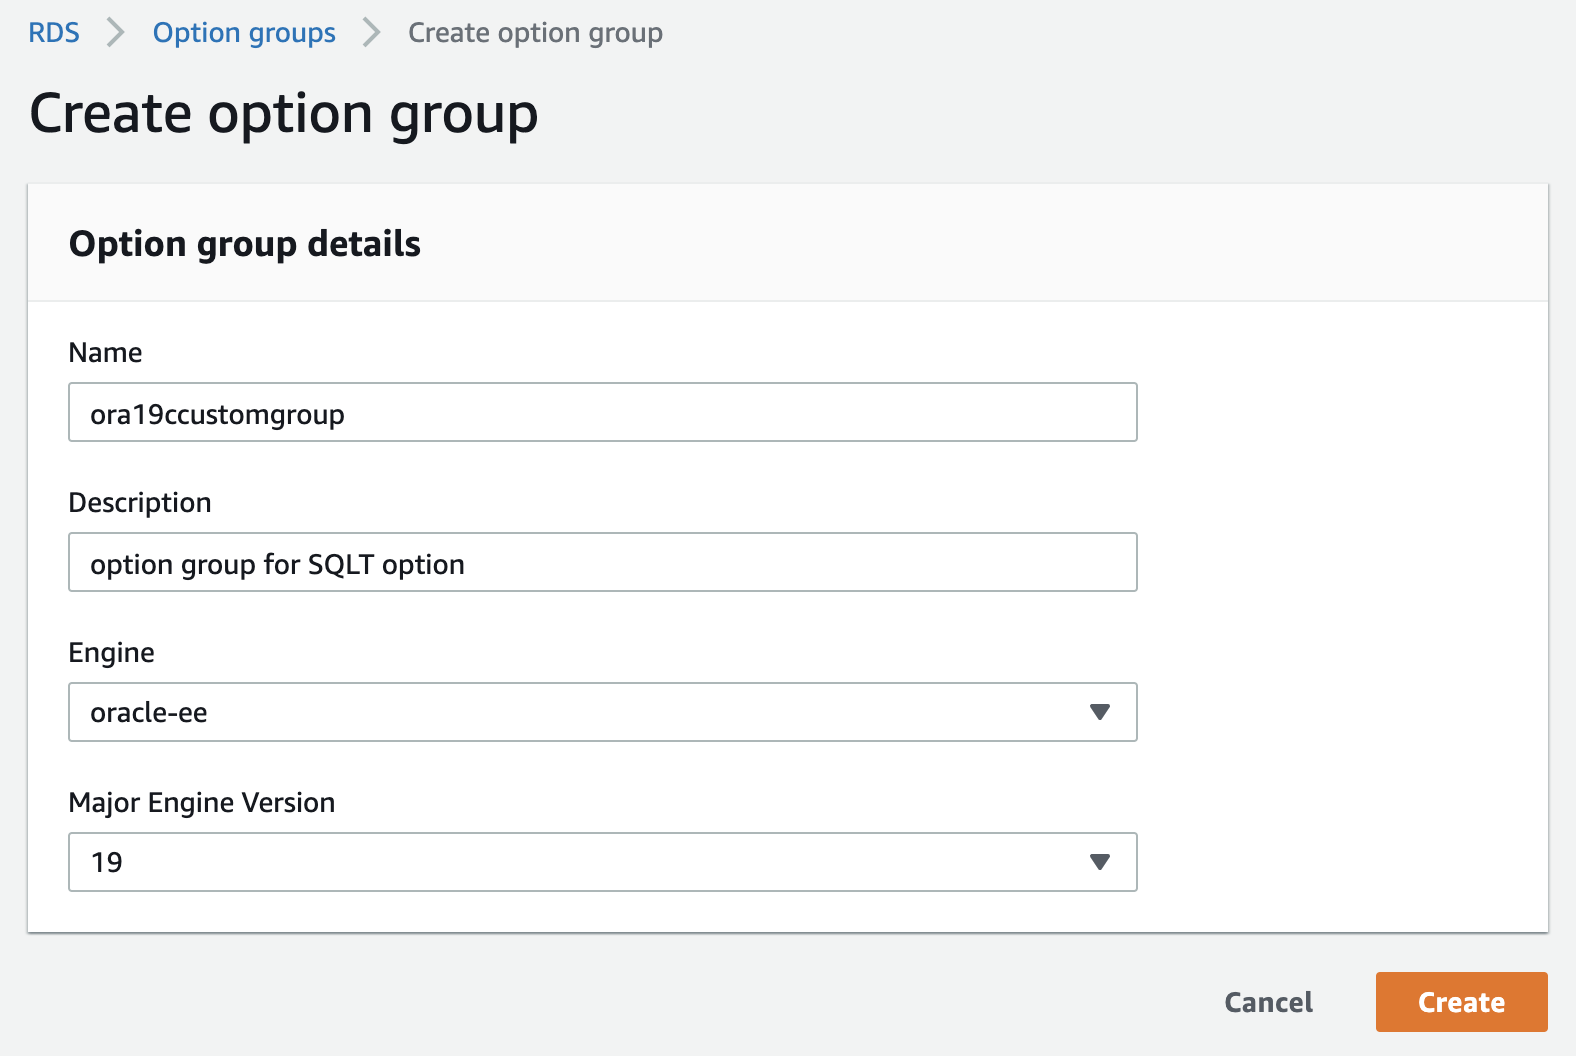 RDS > Option groups > Create option group
Create option group
Option group details
Name
ora19ccustomgroup
Description
option group for SQLT option
Engine
oracle-ee
Major Engine Version
19
Cancel Create